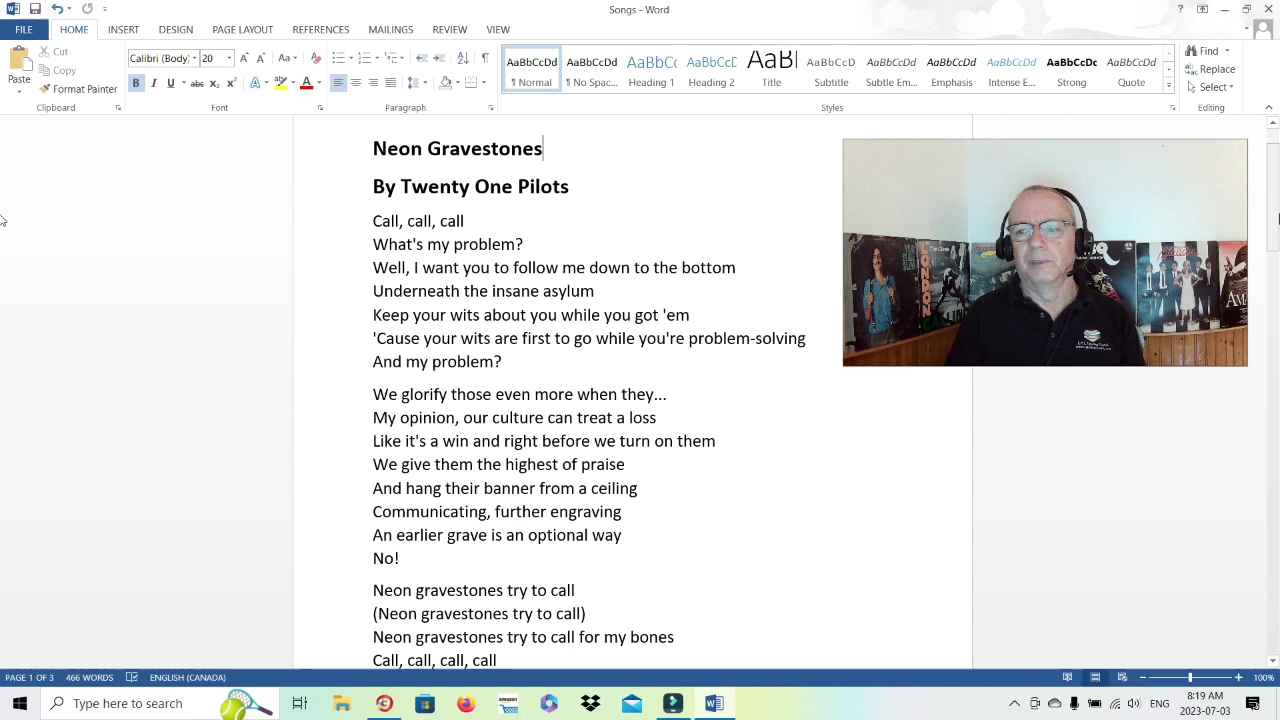 Songs - Word
FILE HOME INSERT DESIGN PAGE LAYOUT REFERENCES MAILINGS REVIEW VIEW
Cut
Copy
Format Painter
Paste
Calibri (Body) 20
Aa
AaBbCcDd AaBbCcDd AaBbCc AaBbCcD AaB AaBbCcD AaBbCcDd AaBbCcDd AaBbCcDd AaBbCcDc AaBbCcDd
¶ Normal ¶ No Spac... Heading 1 Heading 2 Title Subtitle Subtle Em... Emphasis Intense E... Strong Quote
Find
Replace
Select
Clipboard Font Paragraph Styles Editing
Neon Gravestones
By Twenty One Pilots
Call, call, call
What's my problem?
Well, I want you to follow me down to the bottom
Underneath the insane asylum
Keep your wits about you while you got 'em
'Cause your wits are first to go while you're problem-solving
And my problem?
We glorify those even more when they...
My opinion, our culture can treat a loss
Like it's a win and right before we turn on them
We give them the highest of praise
And hang their banner from a ceiling
Communicating, further engraving
An earlier grave is an optional way
No!
Neon gravestones try to call
(Neon gravestones try to call)
Neon gravestones try to call for my bones
Call, call, call, call
PAGE 1 OF 3 466 WORDS ENGLISH (CANADA) 100%
Type here to search
amazon
ENG
8:19 AM
2023-07-03